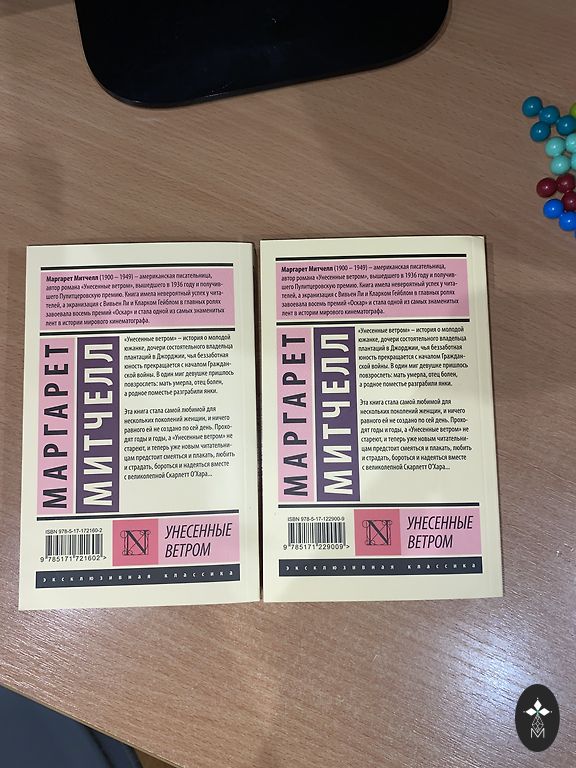 Маргарет Митчелл (1900 – 1949) – американская писательница,
автор романа «Унесенные ветром», вышедшего в 1936 году и получив-
шего Пулитцеровскую премию. Книга имела невероятный успех у чита-
телей, а экранизация с Вивьен Ли и Кларком Гейблом в главных ролях
завоевала восемь премий «Оскар» и стала одной из самых знаменитых
лент в истории мирового кинематографа.
МАРГАРЕТ
МИТЧЕЛЛ
«Унесенные ветром» – история о молодой
южанке, дочери состоятельного владельца
плантаций в Джорджии, чья беззаботная
юность прекращается с началом Граждан-
ской войны. В один миг девушке пришлось
повзрослеть: мать умерла, отец болен,
а родное поместье разграбили янки.
Эта книга стала самой любимой для
нескольких поколений женщин, и ничего
равного ей не создано по сей день. Прохо-
дят годы и года, а «Унесенные ветром» не
стареют, и теперь уже новым читательни-
цам предстоит смеяться и плакать, любить
и страдать, бороться и надеяться вместе
с великолепной Скарлетт О'Хара...
ISBN 978-5-17-172160-2
9 785171 721602 >
N
УНЕСЕННЫЕ
ВЕТРОМ
эксклюзивная классика
Маргарет Митчелл (1900 – 1949) – американская писательница,
автор романа «Унесенные ветром», вышедшего в 1936 году и получив-
шего Пулитцеровскую премию. Книга имела невероятный успех у чита-
телей, а экранизация с Вивьен Ли и Кларком Гейблом в главных ролях
завоевала восемь премий «Оскар» и стала одной из самых знаменитых
лент в истории мирового кинематографа.
МАРГАРЕТ
МИТЧЕЛЛ
«Унесенные ветром» – история о молодой
южанке, дочери состоятельного владельца
плантаций в Джорджии, чья беззаботная
юность прекращается с началом Граждан-
ской войны. В один миг девушке пришлось
повзрослеть: мать умерла, отец болен,
а родное поместье разграбили янки.
Эта книга стала самой любимой для
нескольких поколений женщин, и ничего
равного ей не создано по сей день. Прохо-
дят годы и года, а «Унесенные ветром» не
стареют, и теперь уже новым читательни-
цам предстоит смеяться и плакать, любить
и страдать, бороться и надеяться вместе
с великолепной Скарлетт О'Хара...
ISBN 978-5-17-122900-9
9 785171 229009 >
N
УНЕСЕННЫЕ
ВЕТРОМ
эксклюзивная классика
M